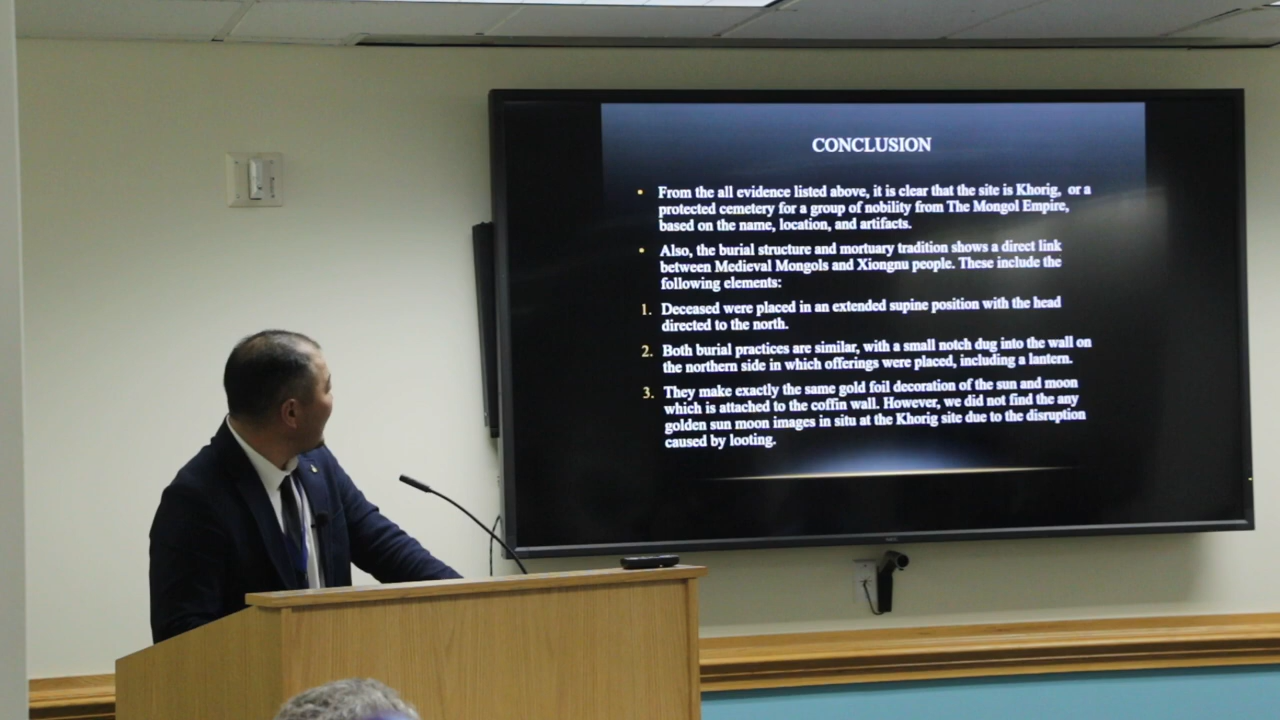 CONCLUSION
• From the all evidence listed above, it is clear that the site is Khorig, or a
protected cemetery for a group of nobility from The Mongol Empire,
based on the name, location, and artifacts.
• Also, the burial structure and mortuary tradition shows a direct link
between Medieval Mongols and Xiongnu people. These include the
following elements:
1. Deceased were placed in an extended supine position with the head
directed to the north.
2. Both burial practices are similar, with a small notch dug into the wall on
the northern side in which offerings were placed, including a lantern.
3. They make exactly the same gold foil decoration of the sun and moon
which is attached to the coffin wall. However, we did not find the any
golden sun moon images in situ at the Khorig site due to the disruption
caused by looting.
NEC